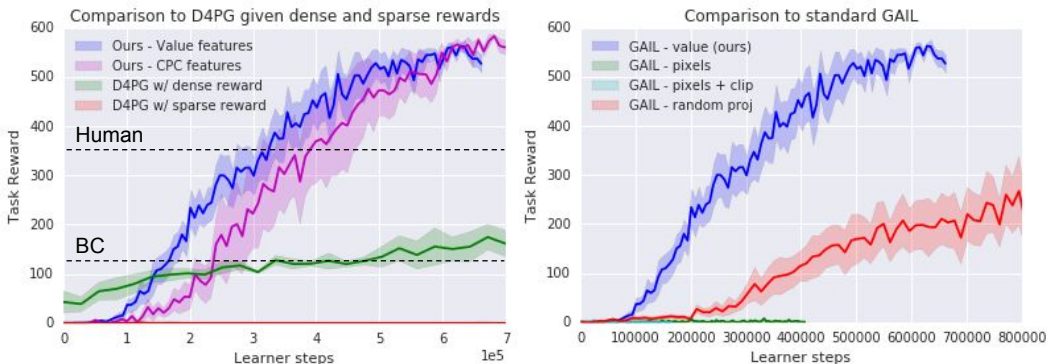 Comparison to D4PG given dense and sparse rewards
600
500
400
300
200
100
0
Task Reward
Ours - Value features
Ours - CPC features
D4PG w/ dense reward
D4PG w/ sparse reward
Human
BC
0 1 2 3 4 5 6 7
1e5
Learner steps
Comparison to standard GAIL
600
500
400
300
200
100
0
Task Reward
GAIL - value (ours)
GAIL - pixels
GAIL - pixels + clip
GAIL - random proj
0 100000 200000 300000 400000 500000 600000 700000 800000
Learner steps